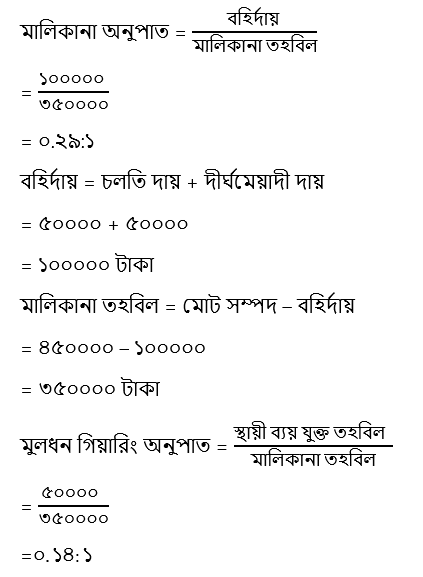 মালিকানা অনুপাত = বহির্দায় / মালিকানা তহবিল
= ১০০০০০ / ৩৫০০০০
= ০.২৯:১
বহির্দায় = চলতি দায় + দীর্ঘমেয়াদী দায়
= ৫০০০০ + ৫০০০০
= ১০০০০০ টাকা
মালিকানা তহবিল = মোট সম্পদ – বহির্দায়
= ৪৫০০০০ – ১০০০০০
= ৩৫০০০০ টাকা
মুলধন গিয়ারিং অনুপাত = স্থায়ী ব্যয় যুক্ত তহবিল / মালিকানা তহবিল
= ৫০০০০ / ৩৫০০০০
=০.১৪:১